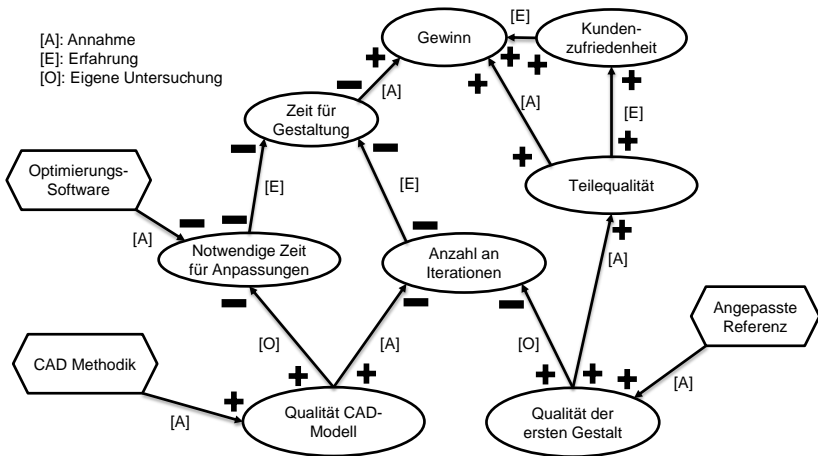 [A]: Annahme
[E]: Erfahrung
[O]: Eigene Untersuchung
Gewinn
[E]
Kunden-
zufriedenheit
+
+
+
+
−
[A]
+
[A]
+
Zeit für
Gestaltung
[E]
−
−
+
+
Optimierungs-
Software
[E]
[E]
Teilequalität
−
−
−
+
[A]
Notwendige Zeit
für Anpassungen
Anzahl an
Iterationen
[A]
−
−
−
Angepasste
Referenz
[O]
[A]
[O]
CAD Methodik
+
+
+
+
+
[A]
+
[A]
Qualität CAD-
Modell
Qualität der
ersten Gestalt